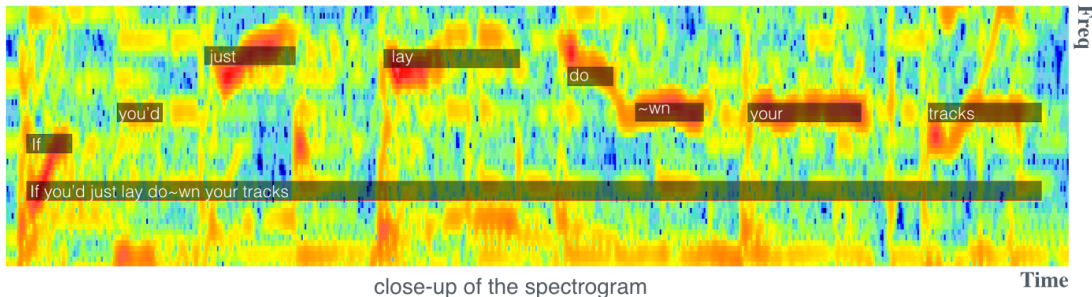 Freq
just
lay
do
you'd
~wn
your
tracks
If
If you'd just lay do~wn your tracks
Time
close-up of the spectrogram